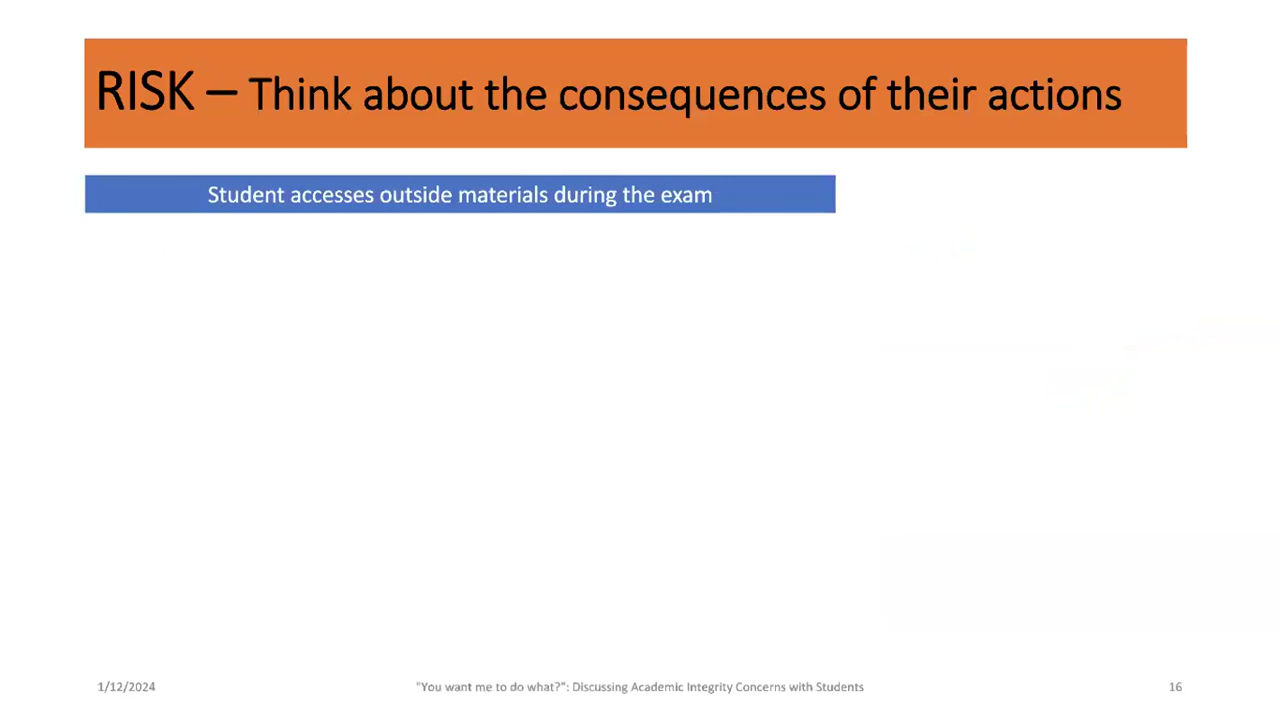 RISK – Think about the consequences of their actions
Student accesses outside materials during the exam
1/12/2024
"You want me to do what?": Discussing Academic Integrity Concerns with Students
16